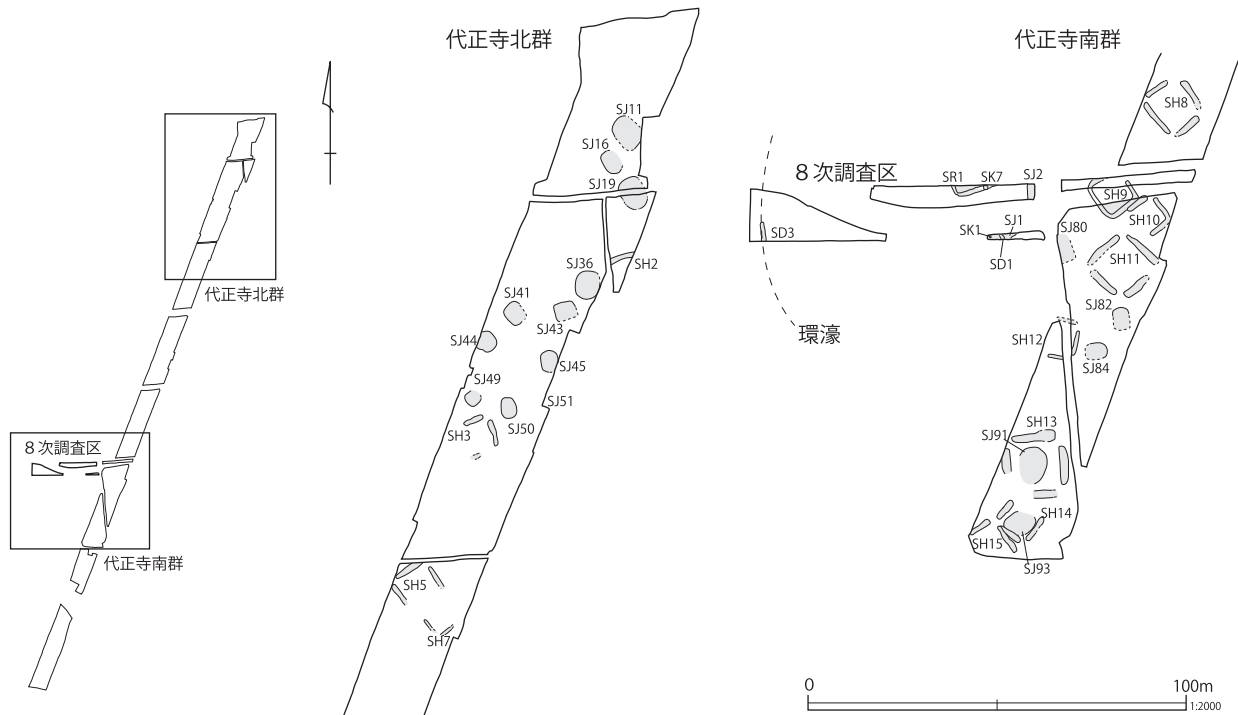 代正寺北群
８次調査区
代正寺南群
代正寺北群
SJ11
SJ16
SJ19
SH2
SJ36
SJ41
SJ43
SJ44
SJ45
SJ49
SJ51
SJ50
SH3
SH5
SH7
代正寺南群
SH8
８次調査区
SR1
SK7
SJ2
SH9
SH10
SD3
SK1
SJ1
SD1
SJ80
SH11
SJ82
環濠
SH12
SJ84
SH13
SJ91
SH14
SH15
SJ93
0
100m
1:2000